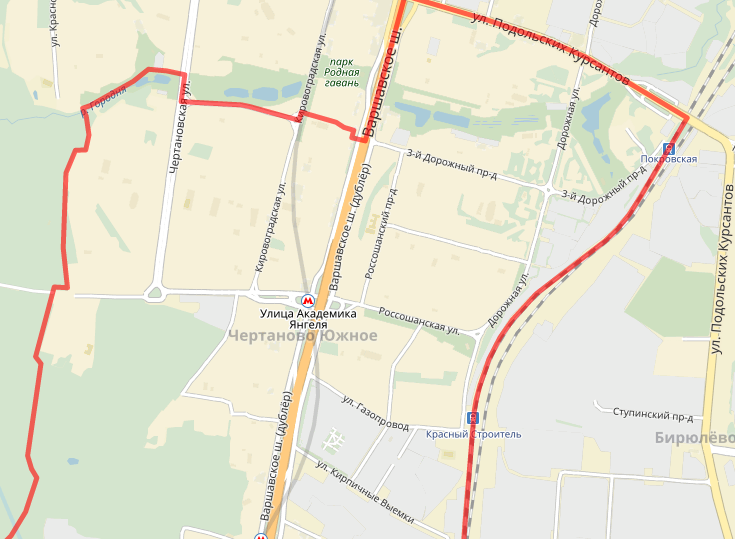 ул. Красно
ул. Подольских Курсантов
Дорожн
парк
Родная
гавань
Кировоградская ул.
Варшавское ш.
р. Городня
Чертановская ул.
Дорожная ул.
3-й Дорожный пр-д
Покровская
3-й Дорожный пр-д
Варшавское ш. (дублёр)
Россошанский пр-д
Кировоградская ул.
ул. Подольских Курсантов
Дорожная ул.
Улица Академика
Янгеля
Россошанская ул.
Чертаново Южное
ул. Газопровод
Красный Строитель
Ступинский пр-д
Бирюлёво
Варшавское ш. (дублёр)
ул. Кирпичные Выемки